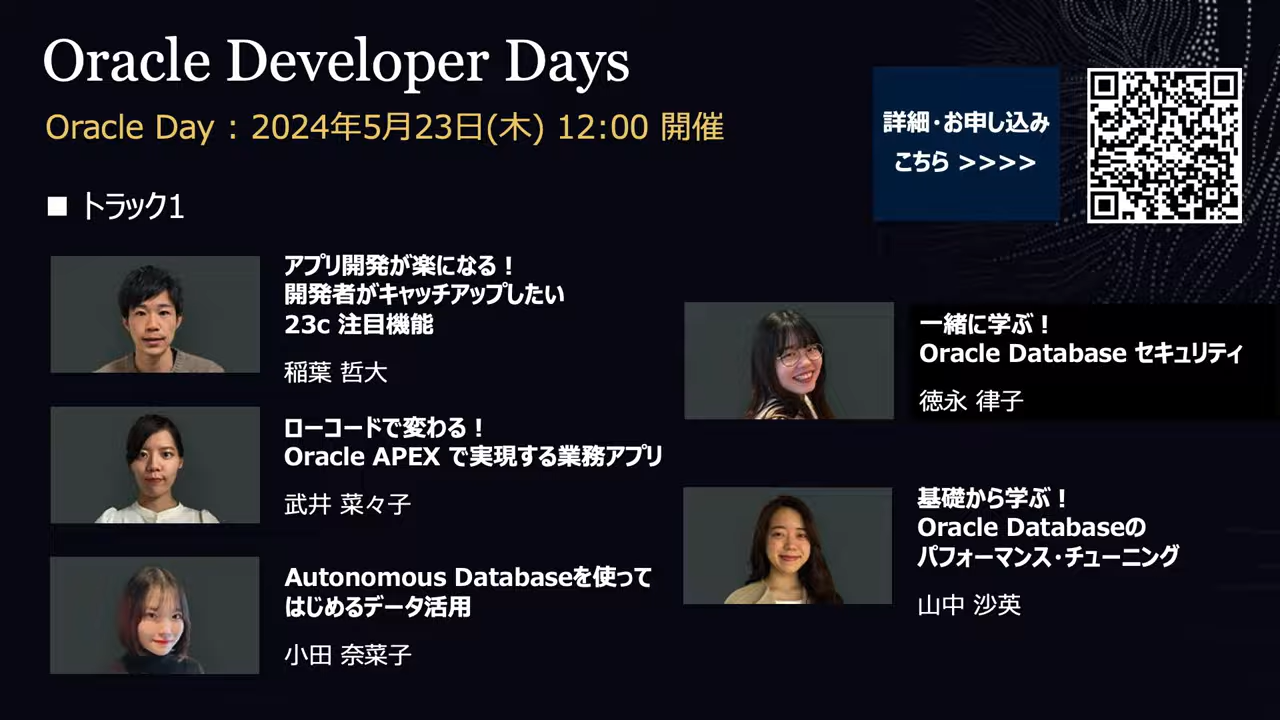 Oracle Developer Days
Oracle Day : 2024年5月23日(木) 12:00 開催
詳細・お申し込み
こちら >>>>
■ トラック1
アプリ開発が楽になる！
開発者がキャッチアップしたい
23c 注目機能
稲葉 哲大
ローコードで変わる！
Oracle APEX で実現する業務アプリ
武井 菜々子
Autonomous Databaseを使って
はじめるデータ活用
小田 奈菜子
一緒に学ぶ！
Oracle Database セキュリティ
徳永 律子
基礎から学ぶ！
Oracle Databaseの
パフォーマンス・チューニング
山中 沙英